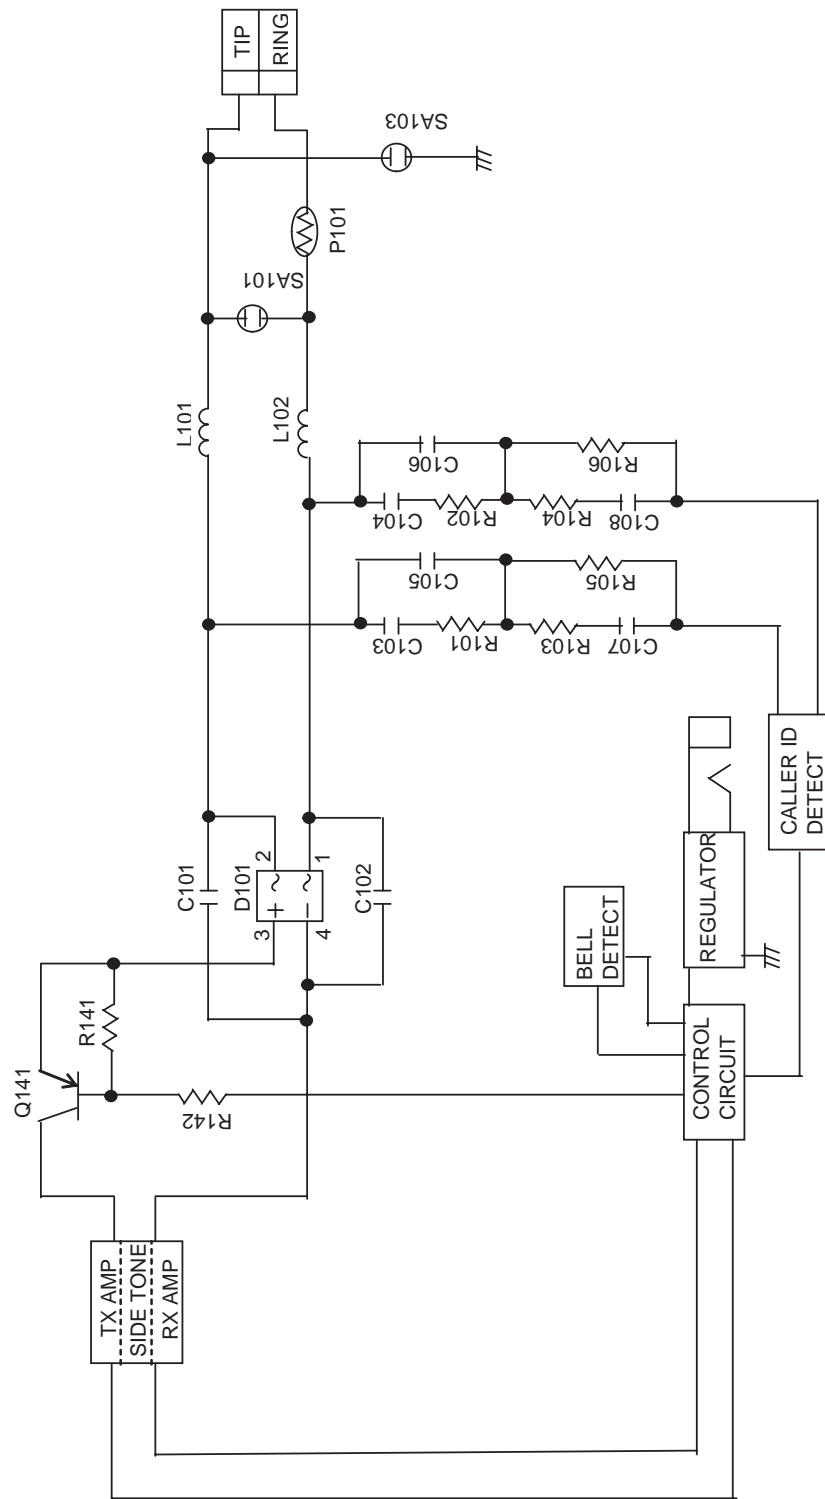 TIP
RING
SA103
P101
SA101
L101
L102
C106
R106
C104
R102
R104
C108
C105
R105
C103
R101
R103
C107
CALLER ID
DETECT
REGULATOR
BELL
DETECT
CONTROL
CIRCUIT
C101
D101
2
1
3
4
+
−
~
~
C102
R141
Q141
R142
TX AMP
SIDE TONE
RX AMP